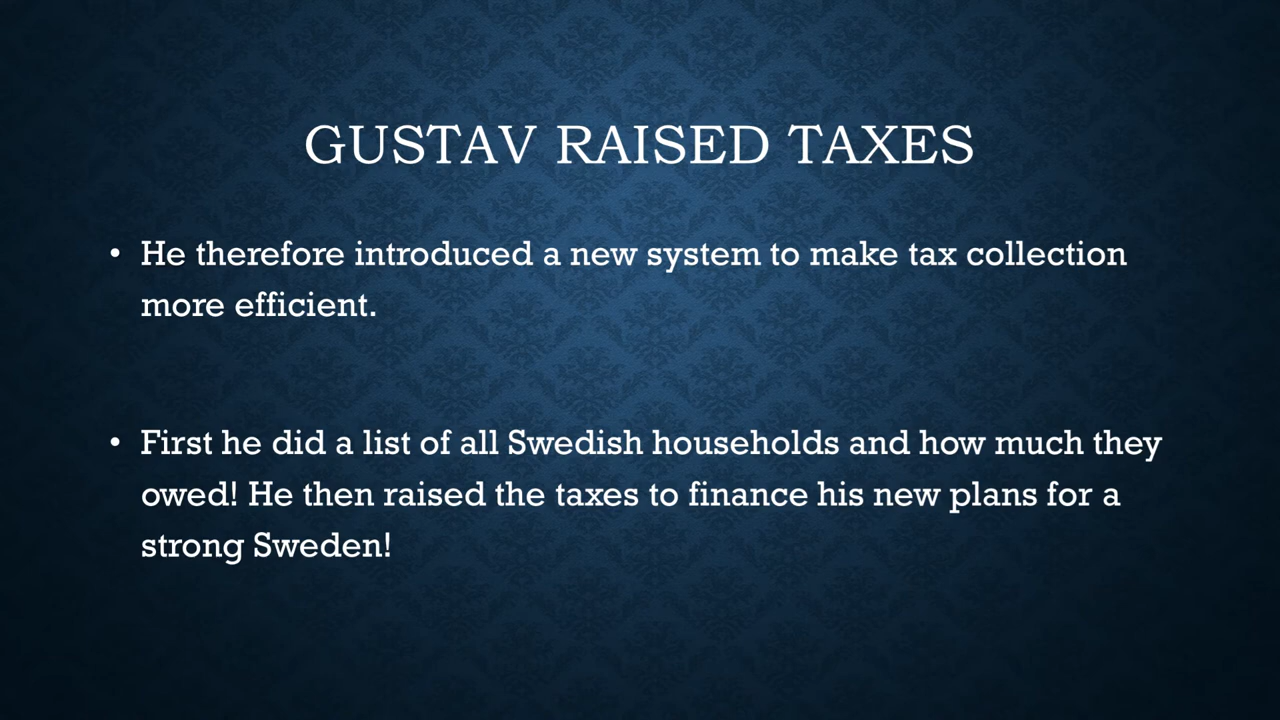 GUSTAV RAISED TAXES
• He therefore introduced a new system to make tax collection
more efficient.
• First he did a list of all Swedish households and how much they
owed! He then raised the taxes to finance his new plans for a
strong Sweden!